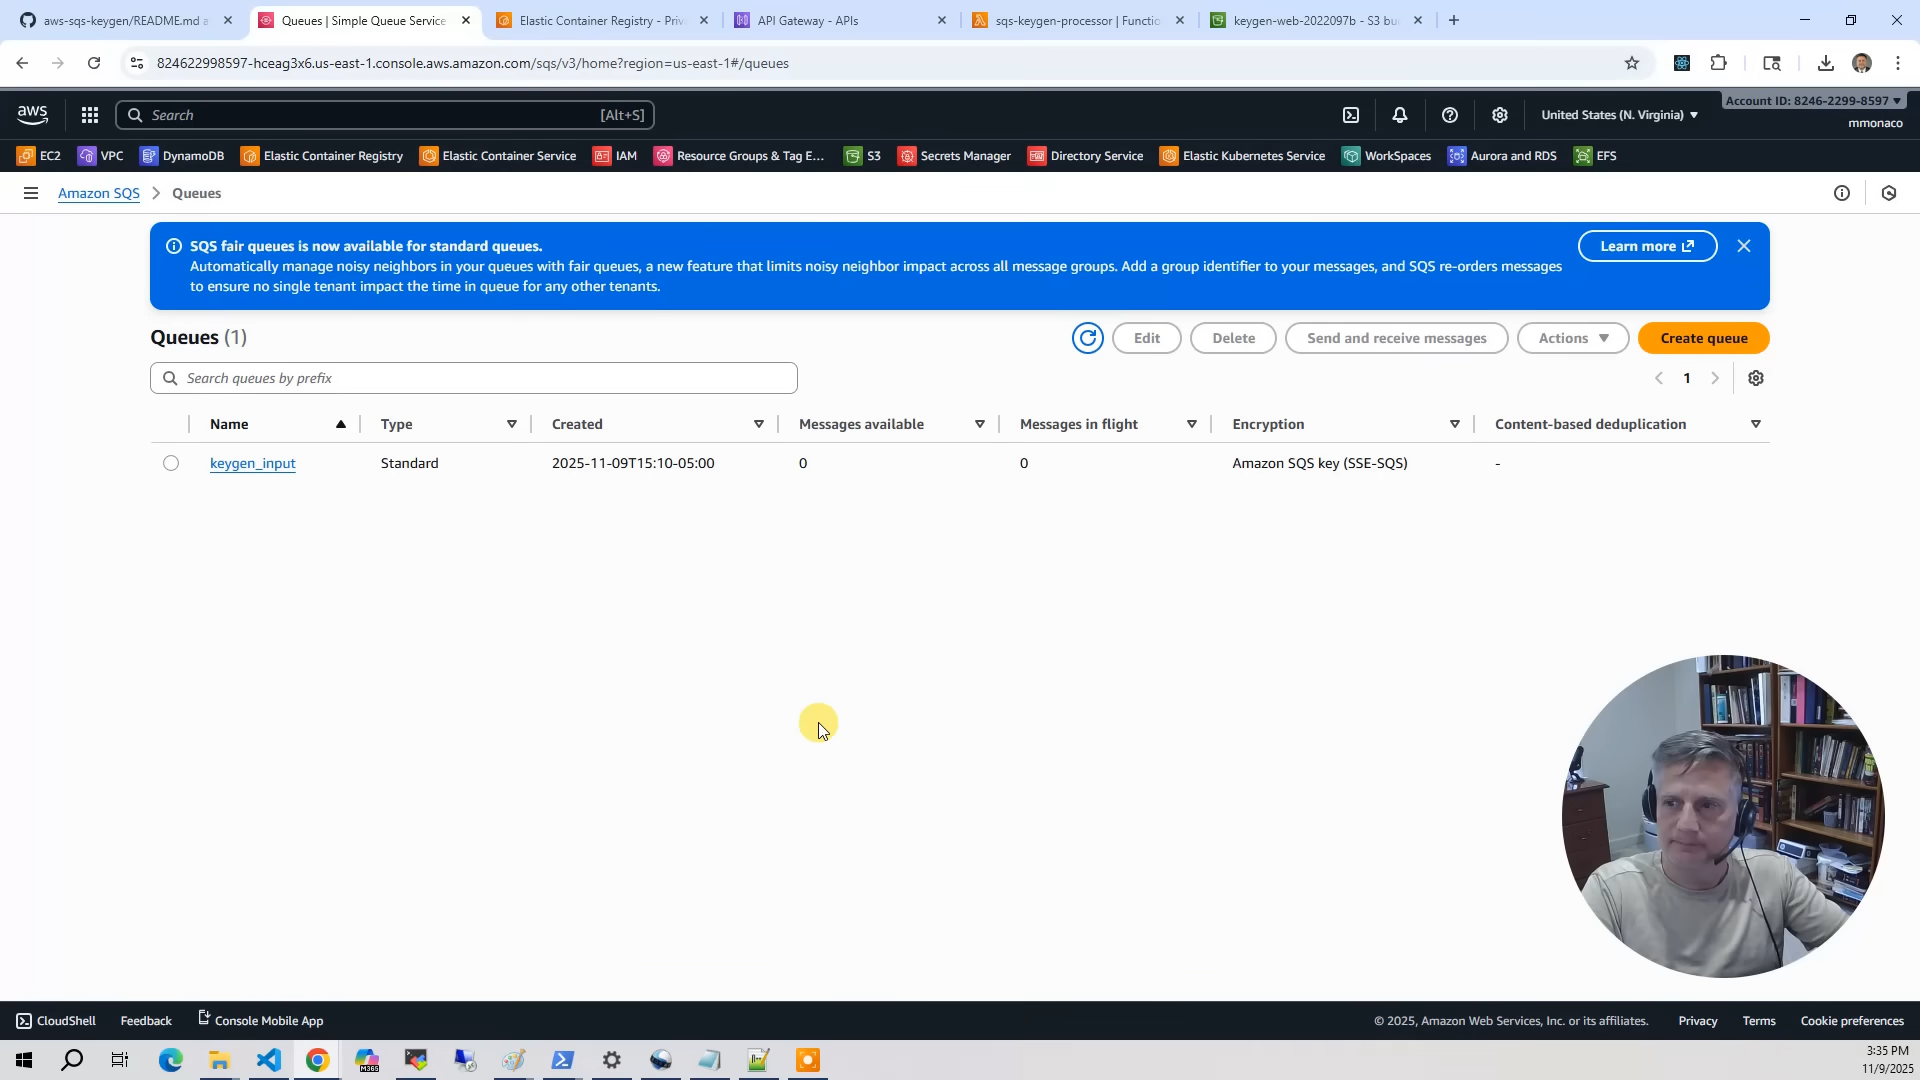 aws-sqs-keygen/README.md a
Queues | Simple Queue Service
Elastic Container Registry - Priv
API Gateway - APIs
sqs-keygen-processor | Functio
keygen-web-2022097b - S3 bu
824622998597-hceag3x6.us-east-1.console.aws.amazon.com/sqs/v3/home?region=us-east-1#/queues
aws
Search
[Alt+S]
United States (N. Virginia)
Account ID: 8246-2299-8597
mmonaco
EC2
VPC
DynamoDB
Elastic Container Registry
Elastic Container Service
IAM
Resource Groups & Tag E...
S3
Secrets Manager
Directory Service
Elastic Kubernetes Service
WorkSpaces
Aurora and RDS
EFS
Amazon SQS
Queues
SQS fair queues is now available for standard queues.
Automatically manage noisy neighbors in your queues with fair queues, a new feature that limits noisy neighbor impact across all message groups. Add a group identifier to your messages, and SQS re-orders messages
to ensure no single tenant impact the time in queue for any other tenants.
Learn more
Queues (1)
Edit
Delete
Send and receive messages
Actions
Create queue
Search queues by prefix
1
Name
Type
Created
Messages available
Messages in flight
Encryption
Content-based deduplication
keygen_input
Standard
2025-11-09T15:10-05:00
0
0
Amazon SQS key (SSE-SQS)
-
CloudShell
Feedback
Console Mobile App
© 2025, Amazon Web Services, Inc. or its affiliates.
Privacy
Terms
Cookie preferences
M365
3:35 PM
11/9/2025